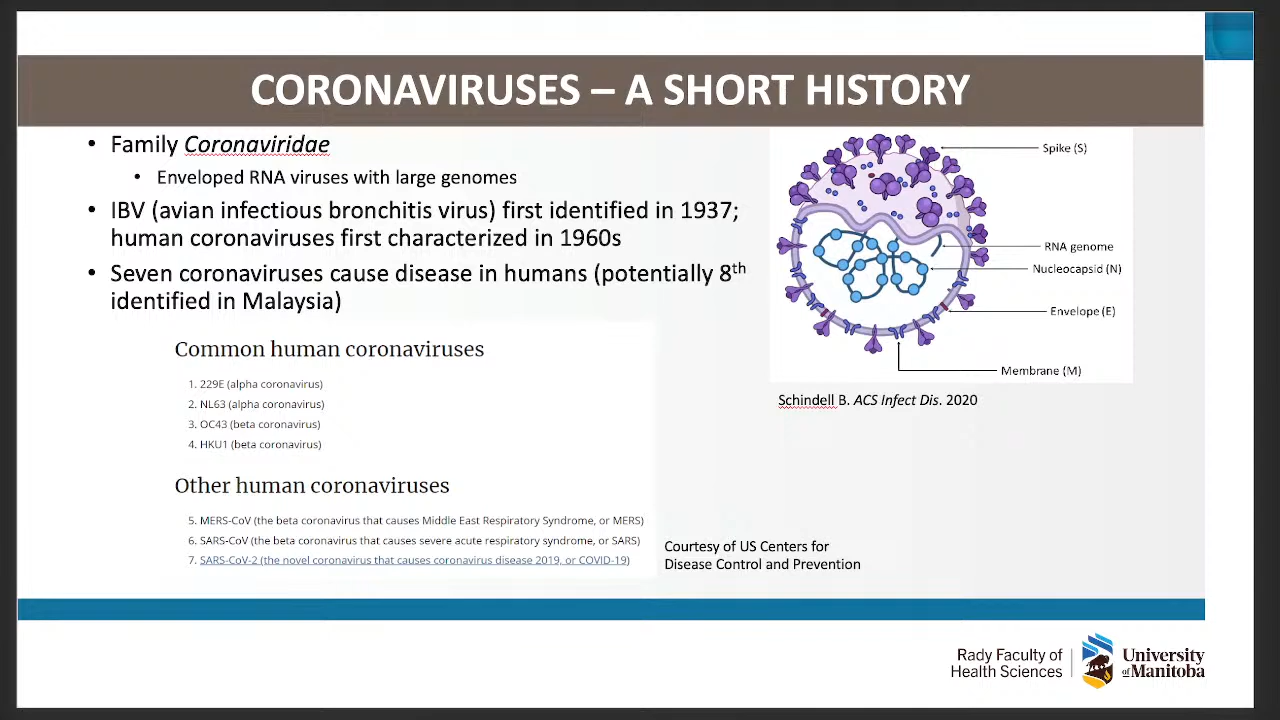 CORONAVIRUSES – A SHORT HISTORY
• Family Coronaviridae
• Enveloped RNA viruses with large genomes
• IBV (avian infectious bronchitis virus) first identified in 1937;
human coronaviruses first characterized in 1960s
• Seven coronaviruses cause disease in humans (potentially 8th
identified in Malaysia)
Common human coronaviruses
1. 229E (alpha coronavirus)
2. NL63 (alpha coronavirus)
3. OC43 (beta coronavirus)
4. HKU1 (beta coronavirus)
Other human coronaviruses
5. MERS-CoV (the beta coronavirus that causes Middle East Respiratory Syndrome, or MERS)
6. SARS-CoV (the beta coronavirus that causes severe acute respiratory syndrome, or SARS)
7. SARS-CoV-2 (the novel coronavirus that causes coronavirus disease 2019, or COVID-19)
Spike (S)
RNA genome
Nucleocapsid (N)
Envelope (E)
Membrane (M)
Schindell B. ACS Infect Dis. 2020
Courtesy of US Centers for
Disease Control and Prevention
Rady Faculty of
Health Sciences
University
of Manitoba